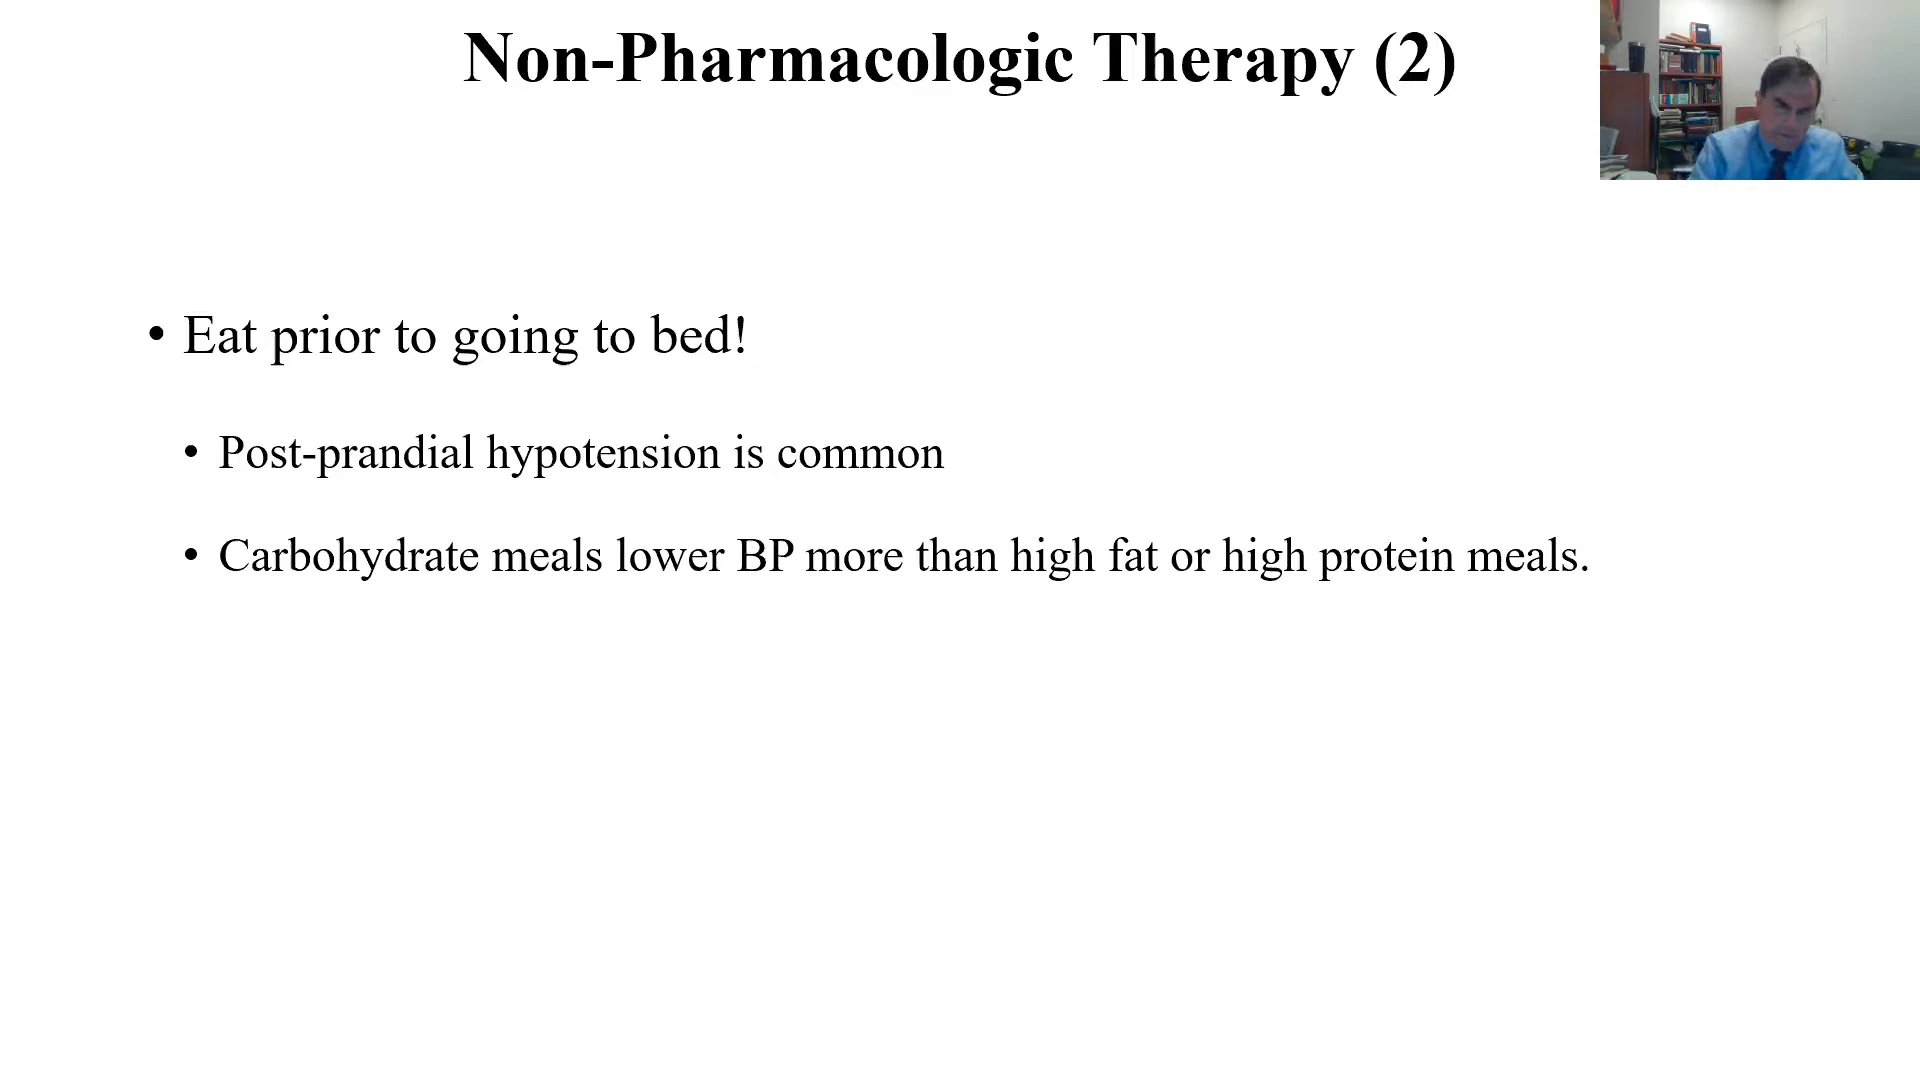 Non-Pharmacologic Therapy (2)
• Eat prior to going to bed!
• Post-prandial hypotension is common
• Carbohydrate meals lower BP more than high fat or high protein meals.